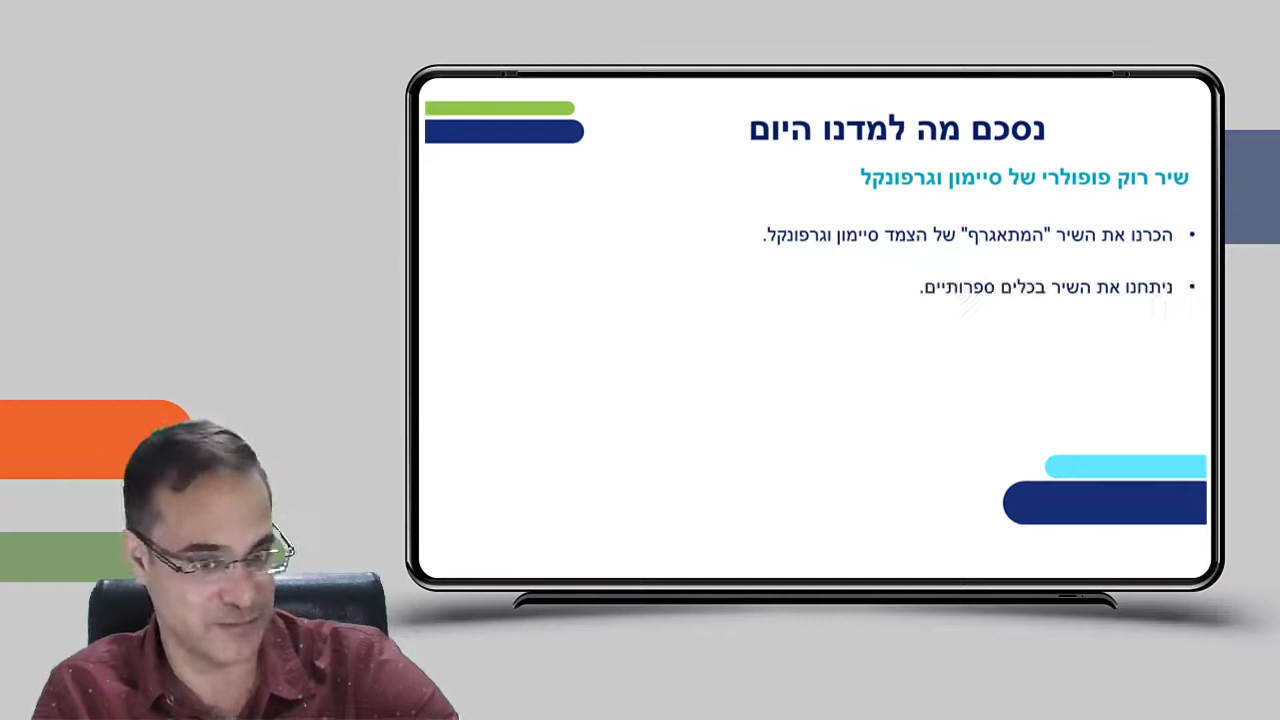 נסכם מה למדנו היום
שיר רוק פופולרי של סיימון וגרפונקל
• הכרנו את השיר "המתאגרף" של הצמד סיימון וגרפונקל.
• ניתחנו את השיר בכלים ספרותיים.